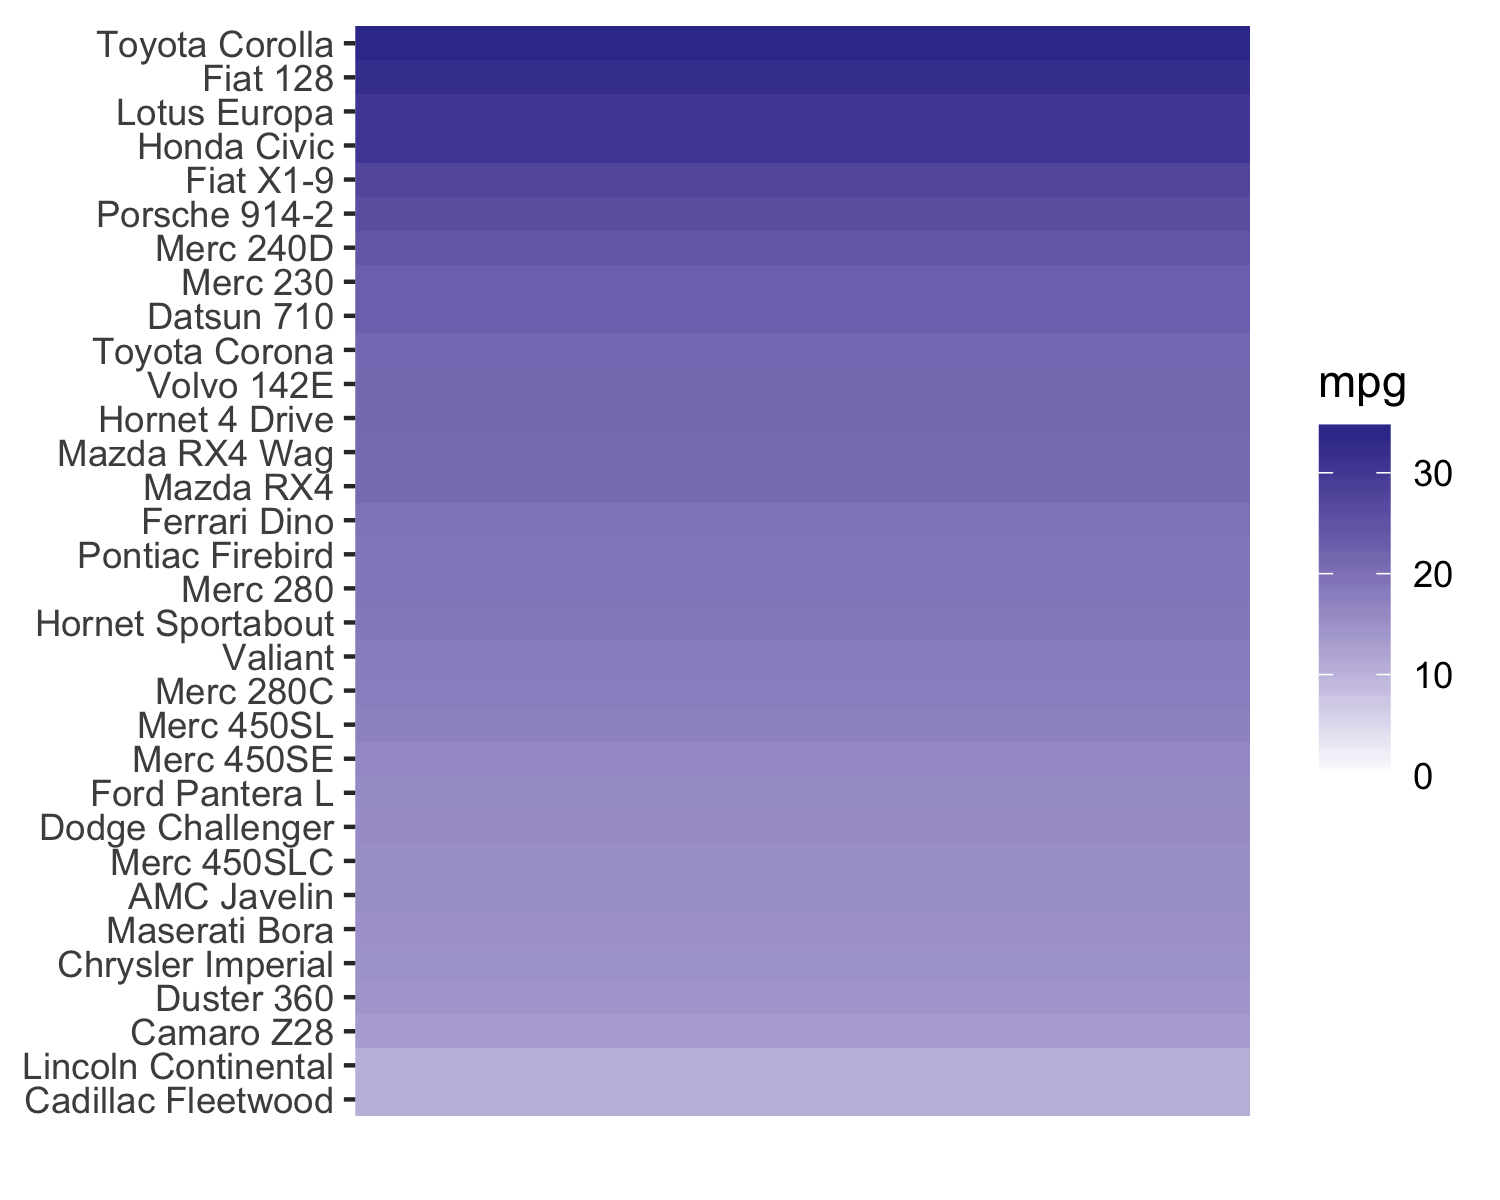 Toyota Corolla
Fiat 128
Lotus Europa
Honda Civic
Fiat X1-9
Porsche 914-2
Merc 240D
Merc 230
Datsun 710
Toyota Corona
Volvo 142E
Hornet 4 Drive
Mazda RX4 Wag
Mazda RX4
Ferrari Dino
Pontiac Firebird
Merc 280
Hornet Sportabout
Valiant
Merc 280C
Merc 450SL
Merc 450SE
Ford Pantera L
Dodge Challenger
Merc 450SLC
AMC Javelin
Maserati Bora
Chrysler Imperial
Duster 360
Camaro Z28
Lincoln Continental
Cadillac Fleetwood
mpg
30
20
10
0